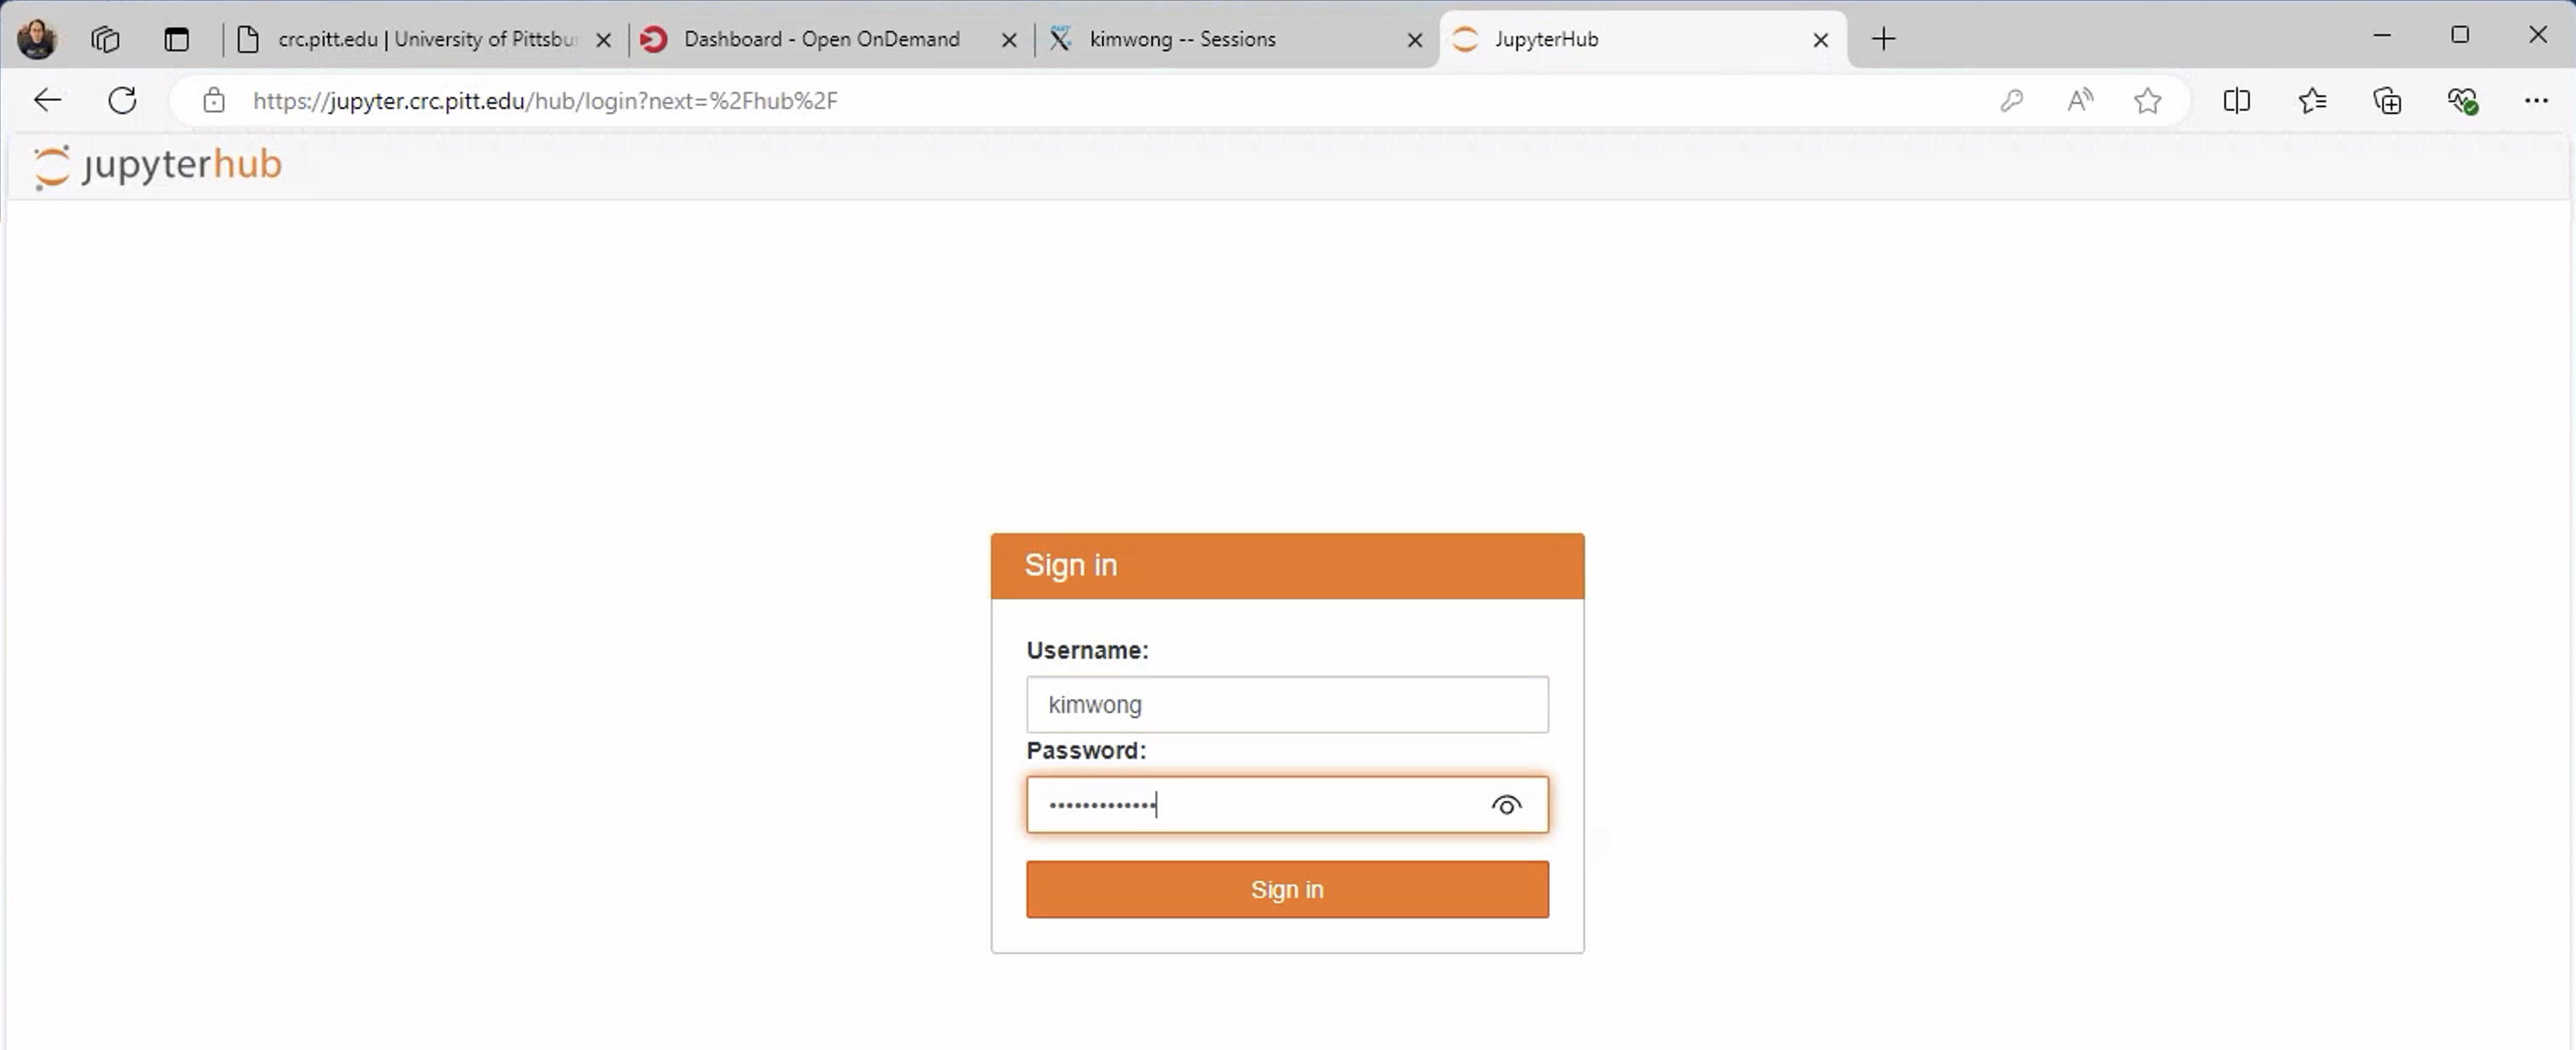 crc.pitt.edu | University of Pittsbu
Dashboard - Open OnDemand
kimwong -- Sessions
JupyterHub
https://jupyter.crc.pitt.edu/hub/login?next=%2Fhub%2F
jupyterhub
Sign in
Username:
kimwong
Password:
•••••••••••••
Sign in